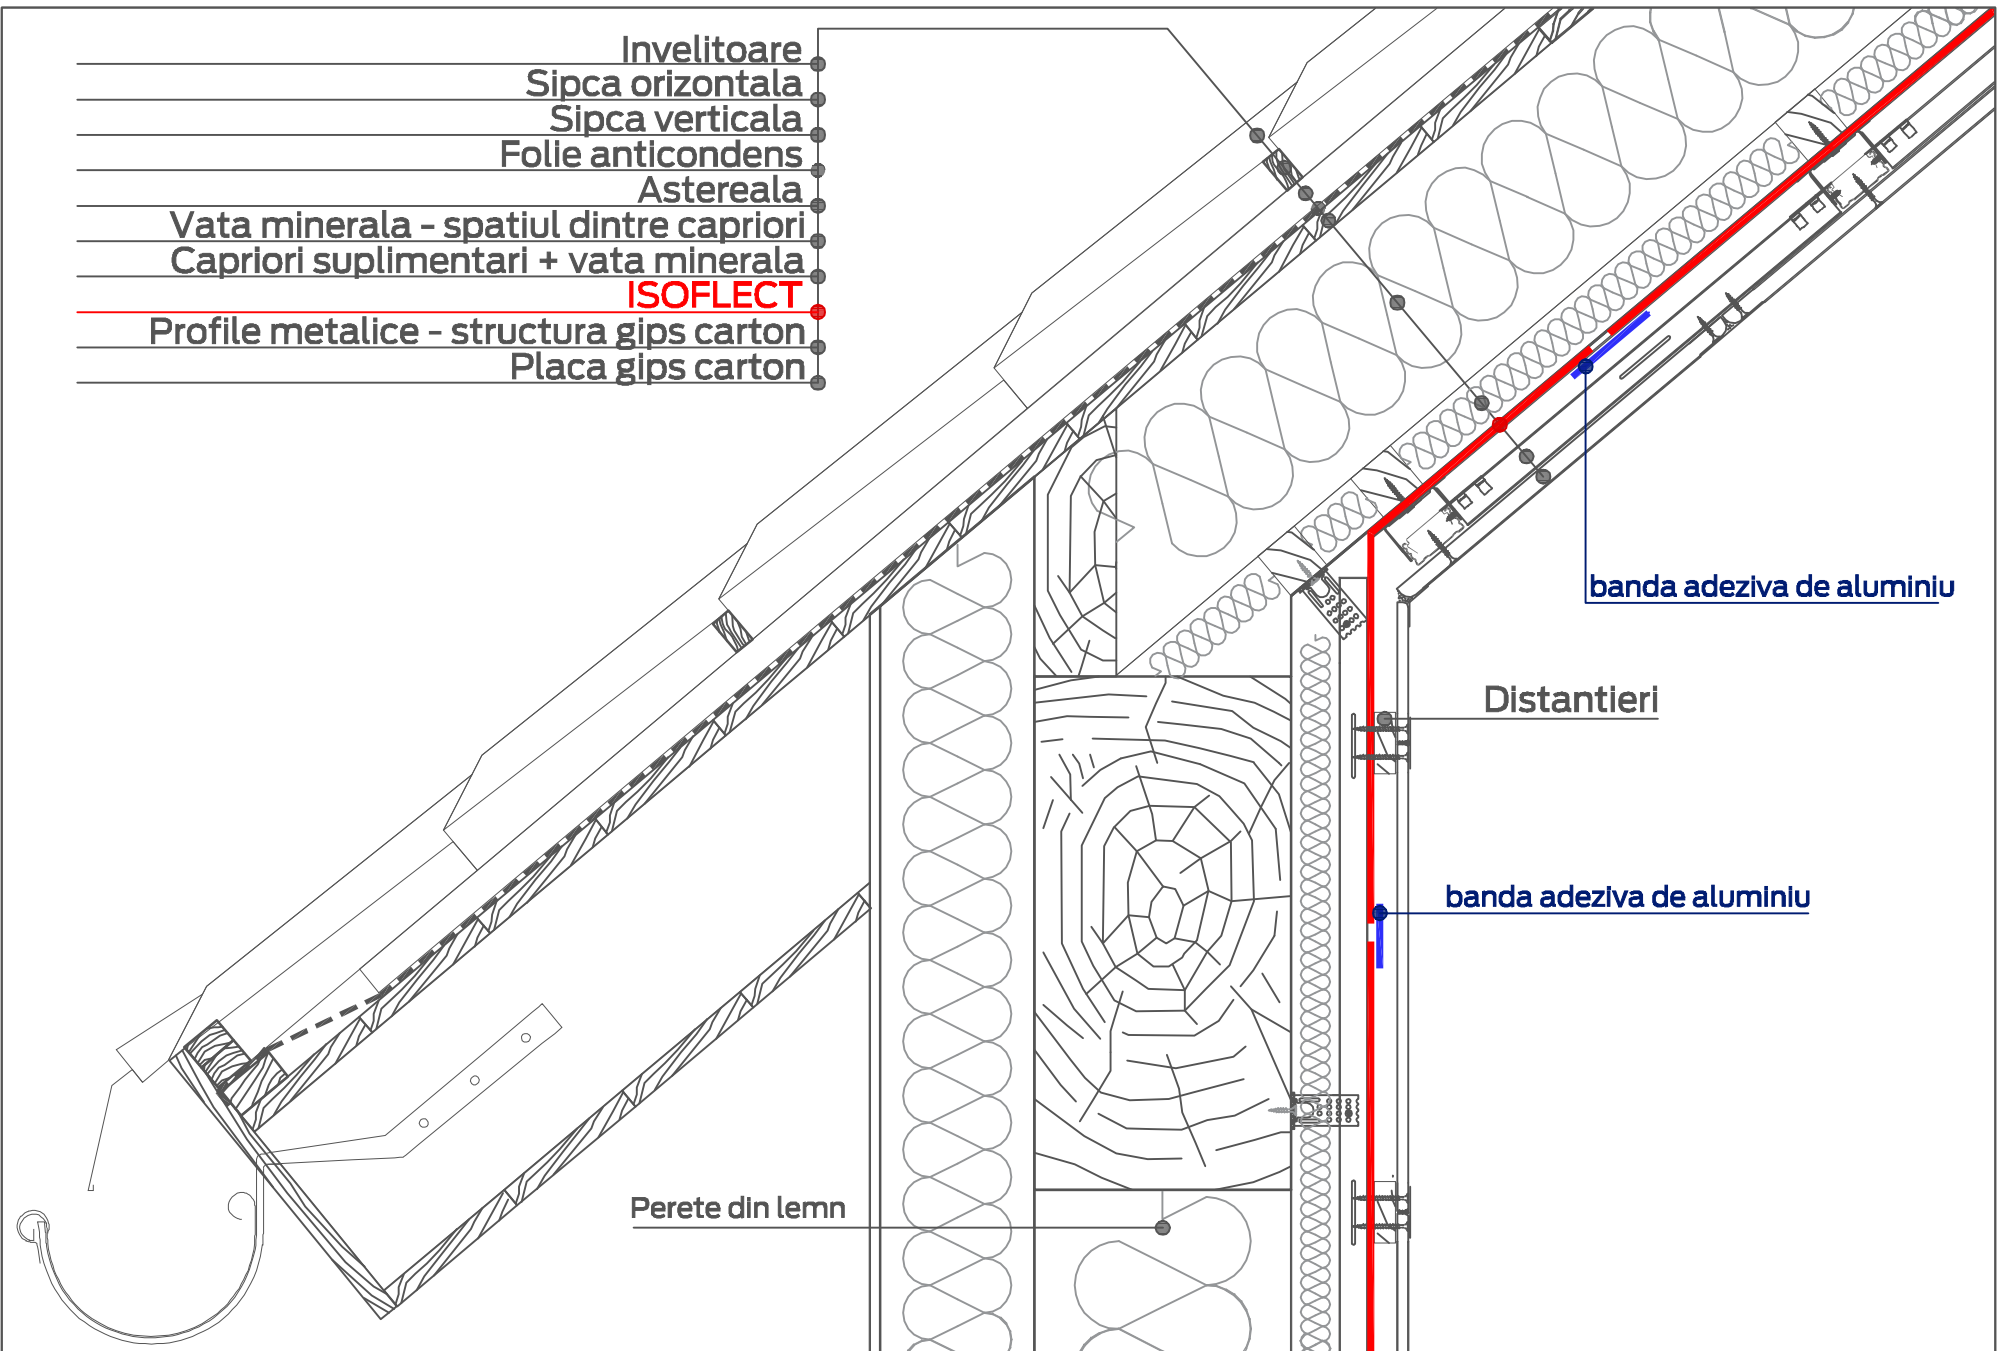 Invelitoare
Sipca orizontala
Sipca verticala
Folie anticondens
Astereala
Vata minerala - spatiul dintre capriori
Capriori suplimentari + vata minerala
ISOFLECT
Profile metalice - structura gips carton
Placa gips carton
banda adeziva de aluminiu
Distantieri
banda adeziva de aluminiu
Perete din lemn